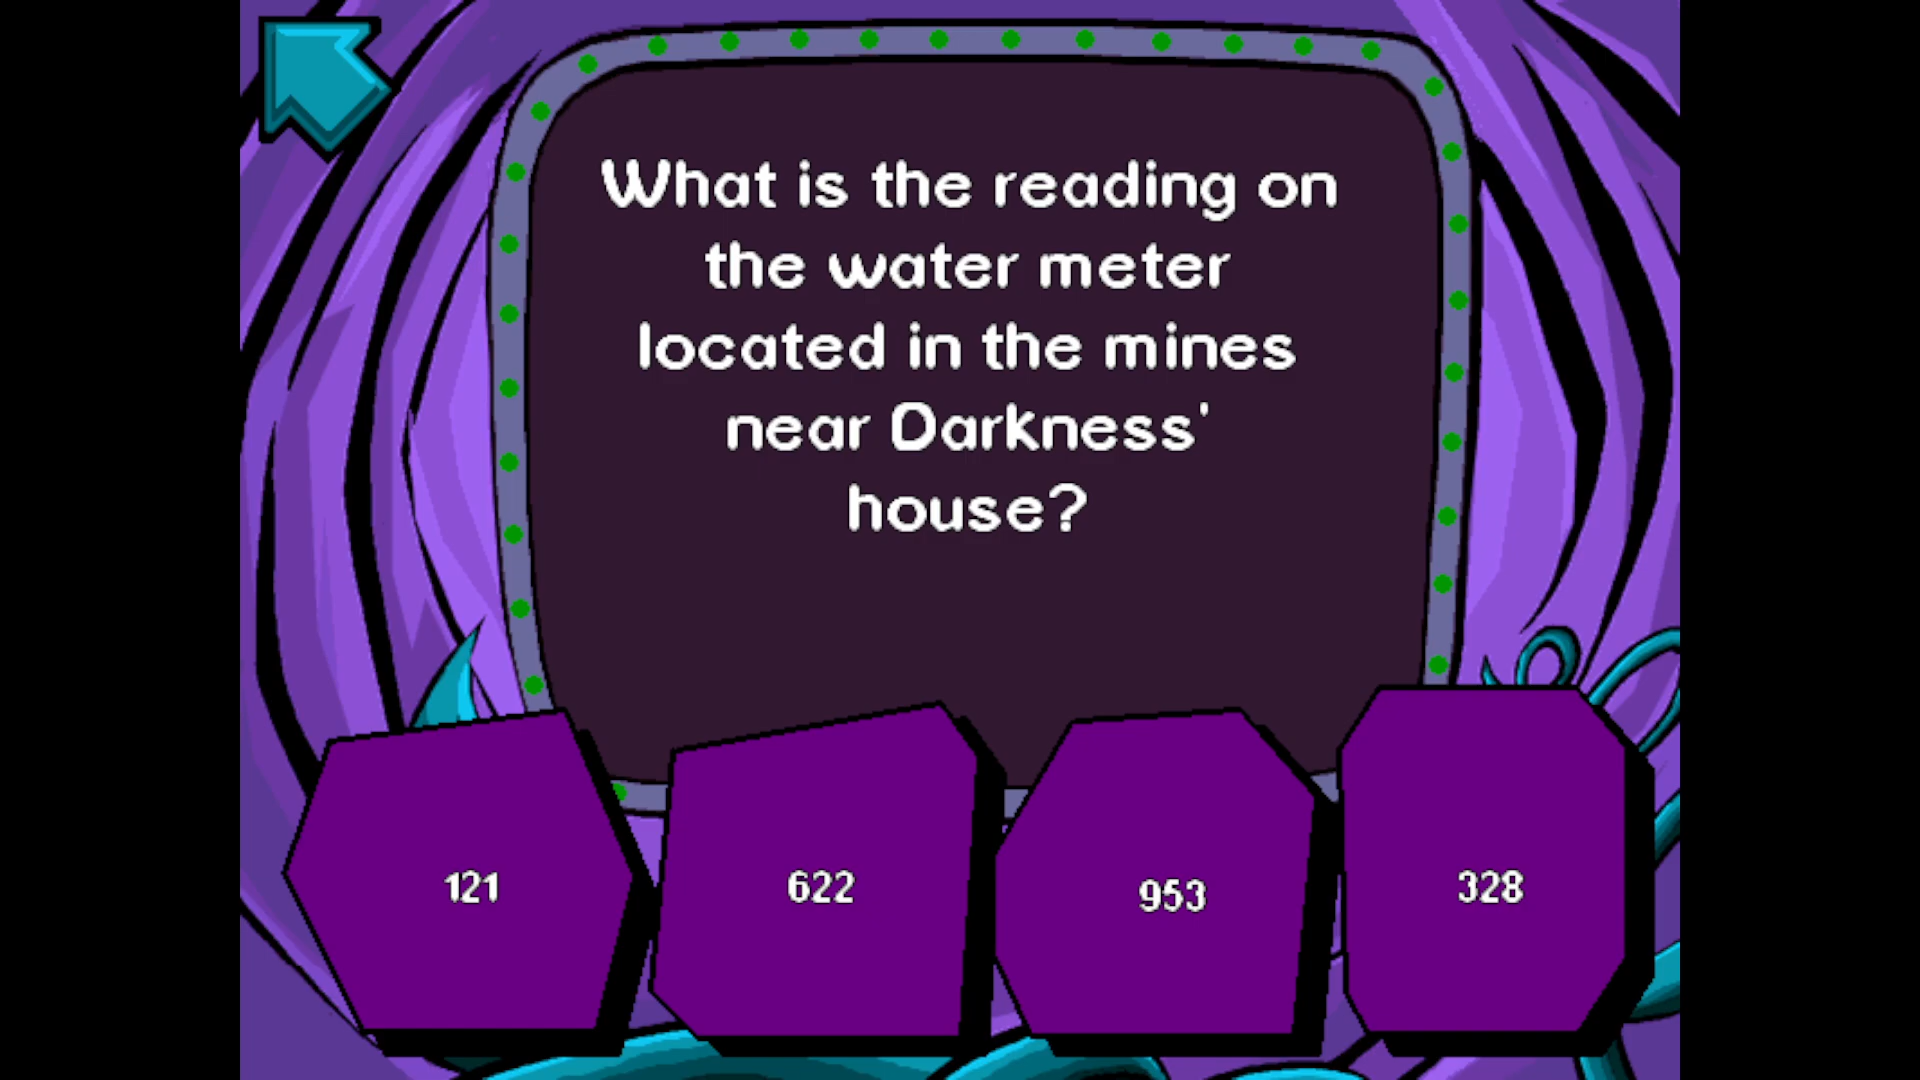 What is the reading on
the water meter
located in the mines
near Darkness'
house?
121
622
953
328